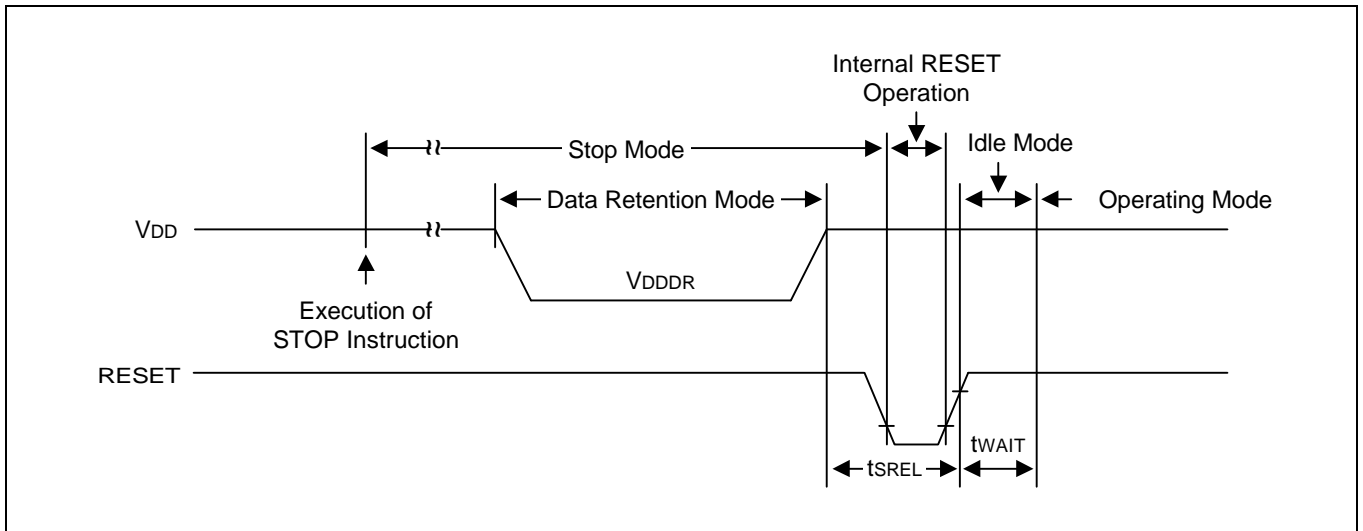 Internal RESET
Operation
Idle Mode
Stop Mode
Data Retention Mode
Operating Mode
VDD
VDDDR
Execution of
STOP Instruction
RESET
tSREL
tWAIT